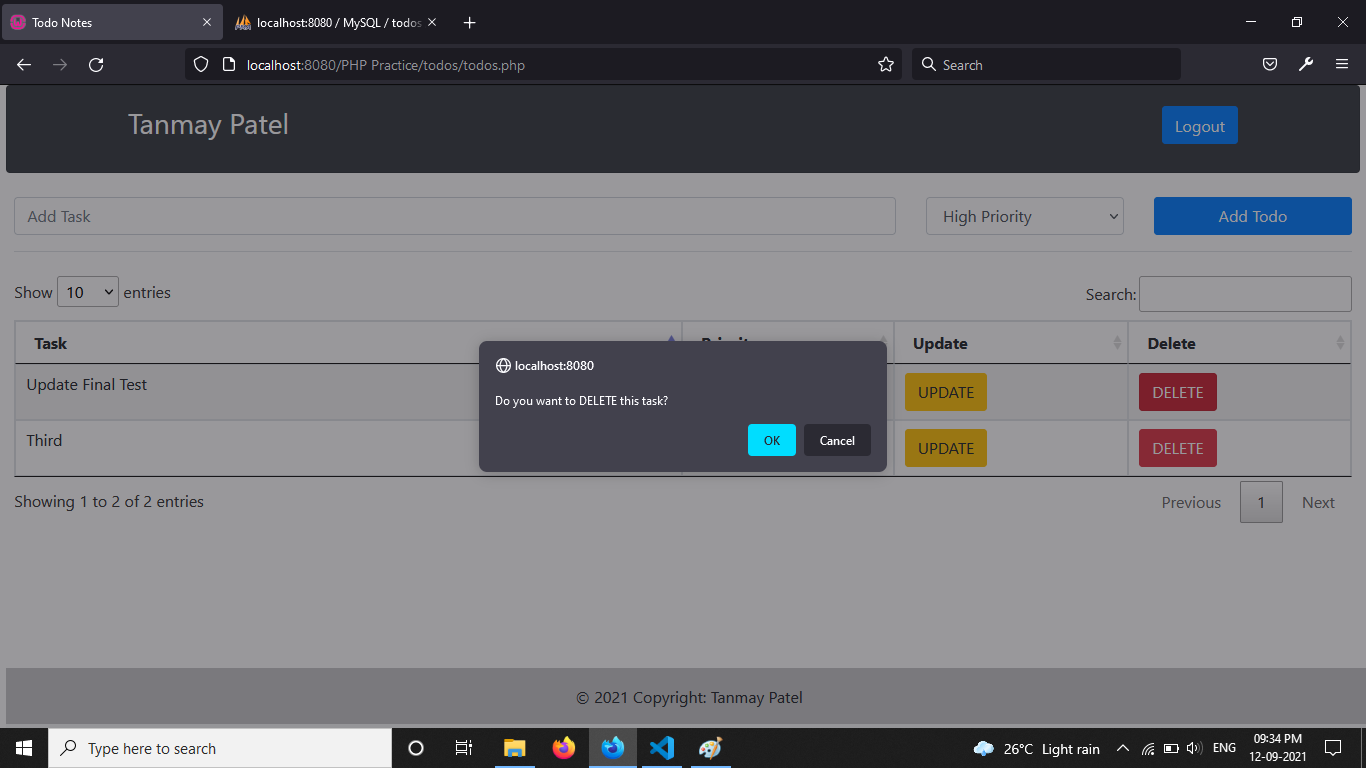 Todo Notes
localhost:8080 / MySQL / todos
localhost:8080/PHP Practice/todos/todos.php
Search
Tanmay Patel
Logout
Add Task
High Priority
Add Todo
Show 10 entries
Search:
Task Update Delete
Update Final Test UPDATE DELETE
Third UPDATE DELETE
localhost:8080
Do you want to DELETE this task?
OK Cancel
Showing 1 to 2 of 2 entries
Previous 1 Next
© 2021 Copyright: Tanmay Patel
Type here to search
26°C Light rain
ENG
09:34 PM
12-09-2021